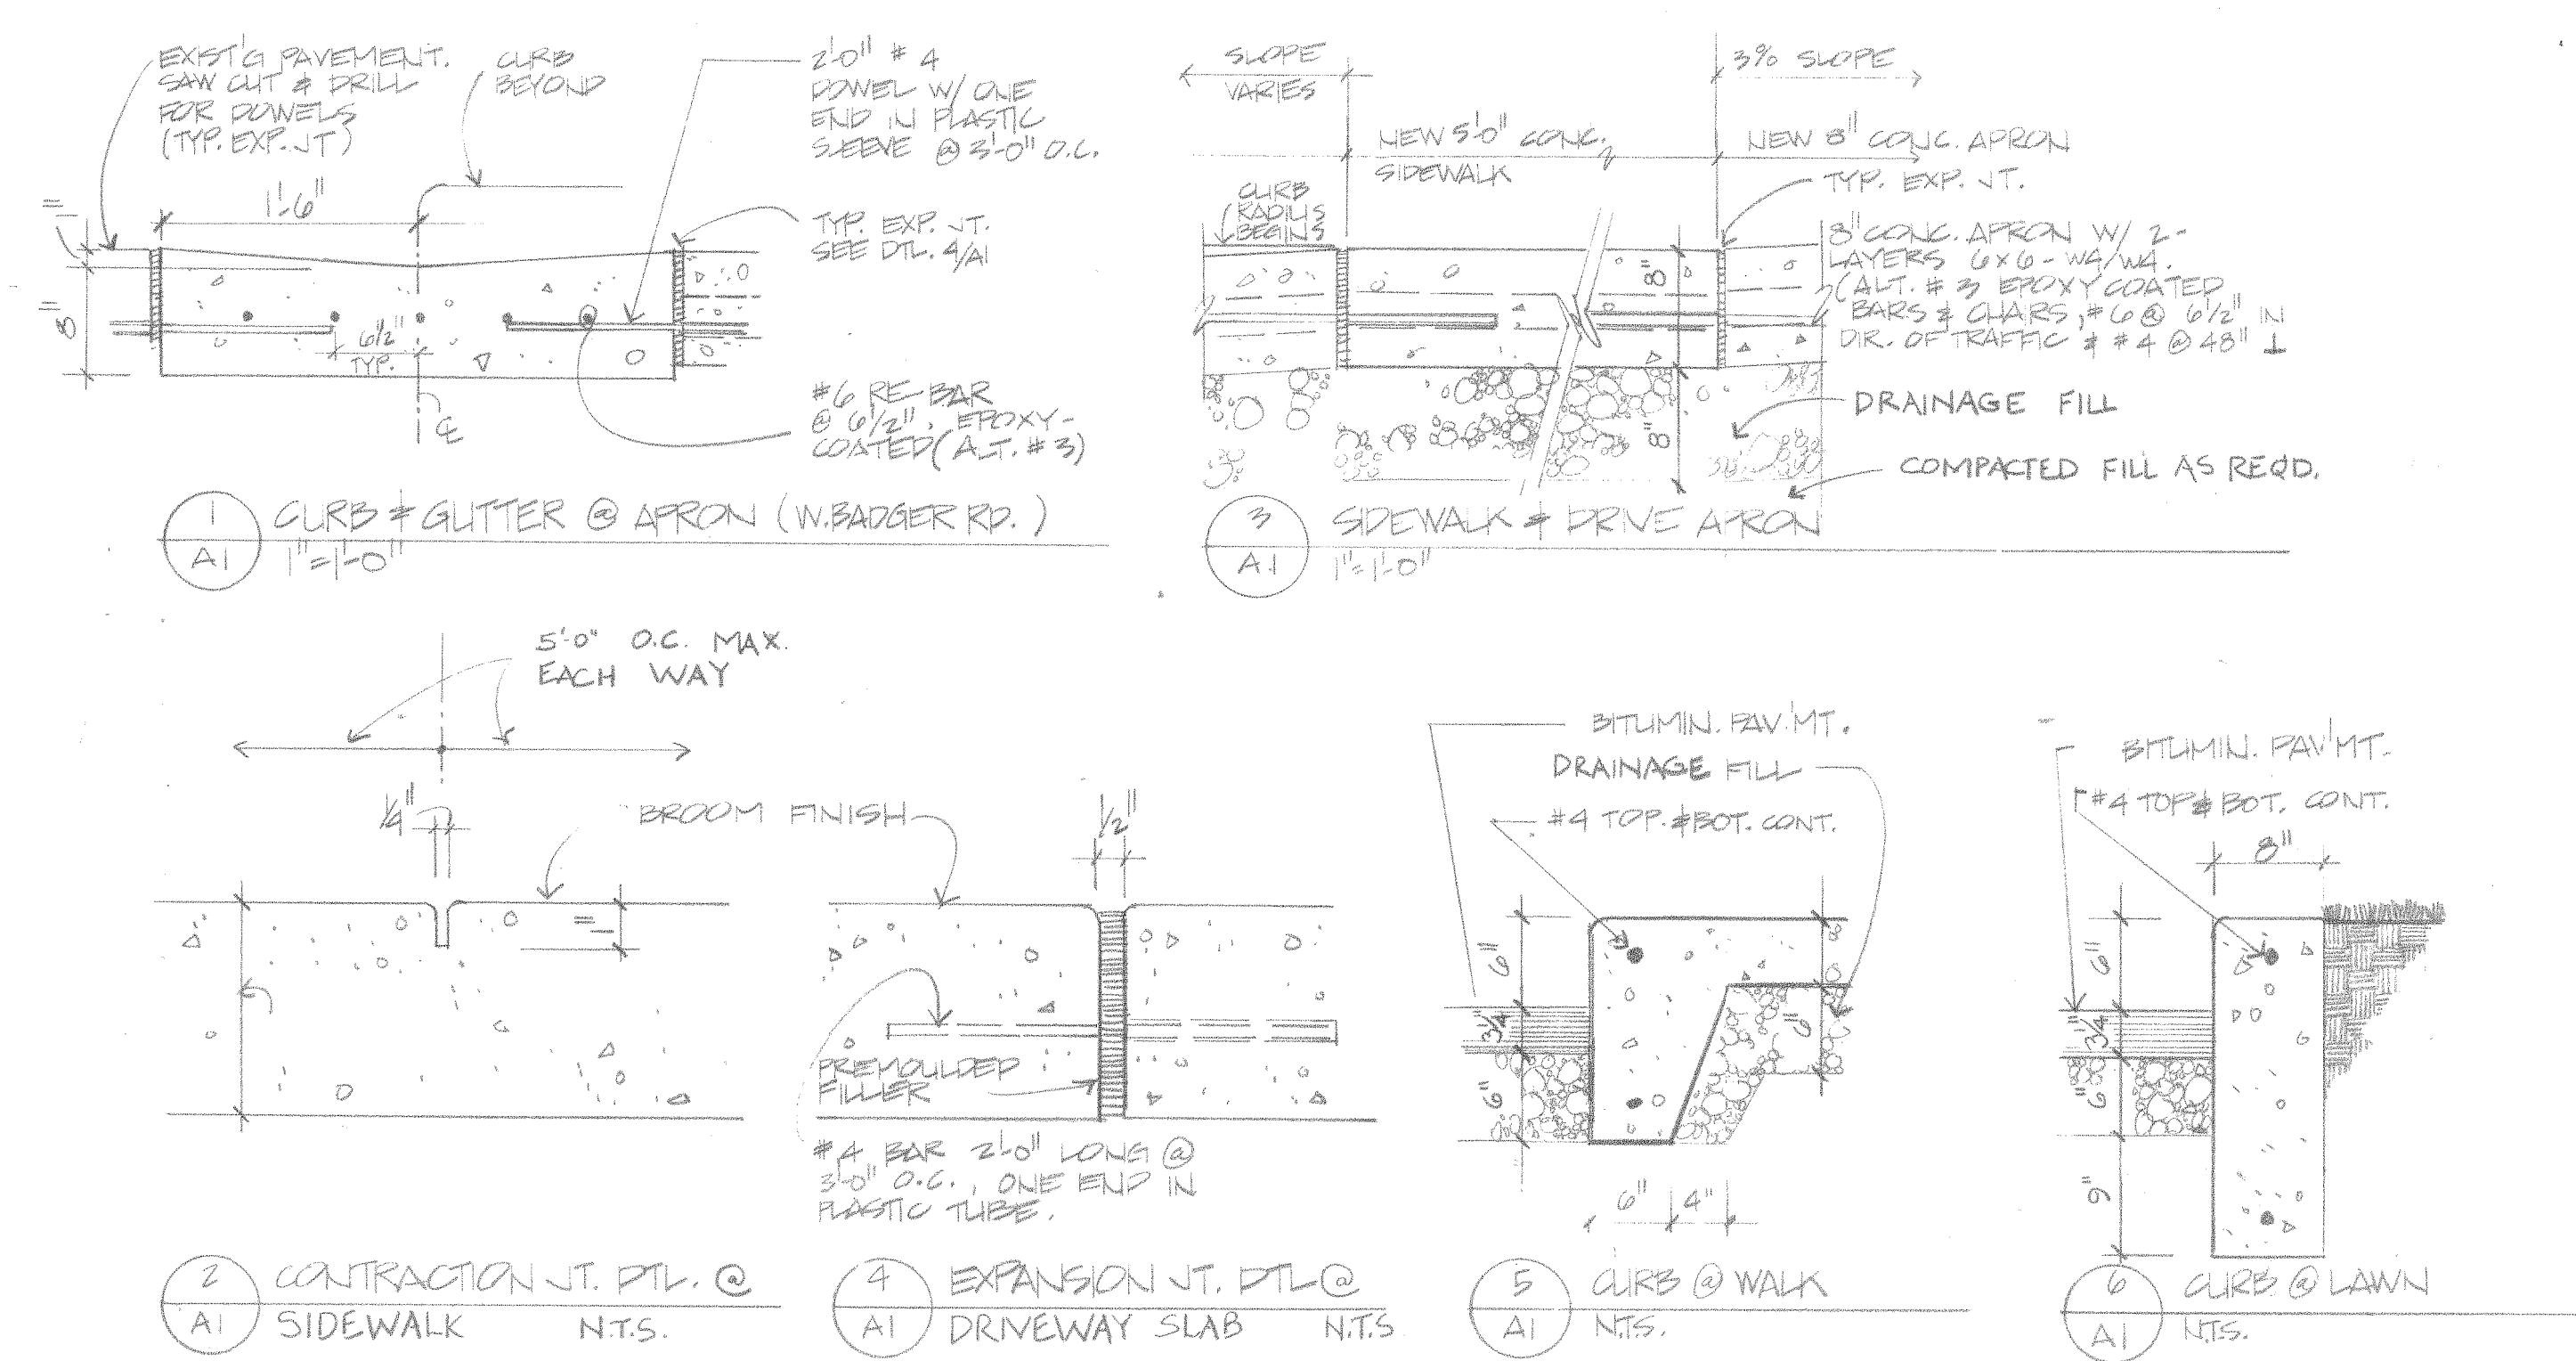 EXIST'G PAVEMENT.
SAW CUT & DRILL
FOR DOWELS
(TYP. EXP. JT)
CURB
BEYOND
2'-0" #4
DOWEL W/ ONE
END IN PLASTIC
SLEEVE @ 3'-0" O.C.
1'-6"
1"
8"
TYP. EXP. JT.
SEE DTL. 4/A1
6 1/2"
TYP.
#6 RE-BAR
@ 6 1/2", EPOXY-
COATED (ALT. #3)
℄
1
A1
CURB & GUTTER @ APRON (W. BADGER RD.)
1"=1'-0"
SLOPE
VARIES
3% SLOPE
NEW 5'-0" CONC.
SIDEWALK
NEW 8" CONC. APRON
TYP. EXP. JT.
CURB
RADIUS
BEGINS
8" CONC. APRON W/ 2-
LAYERS 6x6 - W4/W4.
(ALT. #3 EPOXY COATED
BARS & CHAIRS, #6 @ 6 1/2" IN
DIR. OF TRAFFIC & #4 @ 48" ⊥
8"
8"
DRAINAGE FILL
COMPACTED FILL AS REQD.
3
A1
SIDEWALK & DRIVE APRON
1"=1'-0"
5'-0" O.C. MAX.
EACH WAY
1/4"
BROOM FINISH
2
A1
CONTRACTION JT. DTL. @
SIDEWALK N.T.S.
1/2"
PREMOULDED
FILLER
#4 BAR 2'-0" LONG @
3'-0" O.C., ONE END IN
PLASTIC TUBE.
4
A1
EXPANSION JT. DTL @
DRIVEWAY SLAB N.T.S
BITUMIN. PAV'MT.
DRAINAGE FILL
#4 TOP. & BOT. CONT.
6"
3 1/4"
6"
6"
6" 4"
5
A1
CURB @ WALK
N.T.S.
BITUMIN. PAV'MT.
#4 TOP & BOT. CONT.
8"
6"
3 1/4"
6"
9"
6
A1
CURB @ LAWN
N.T.S.